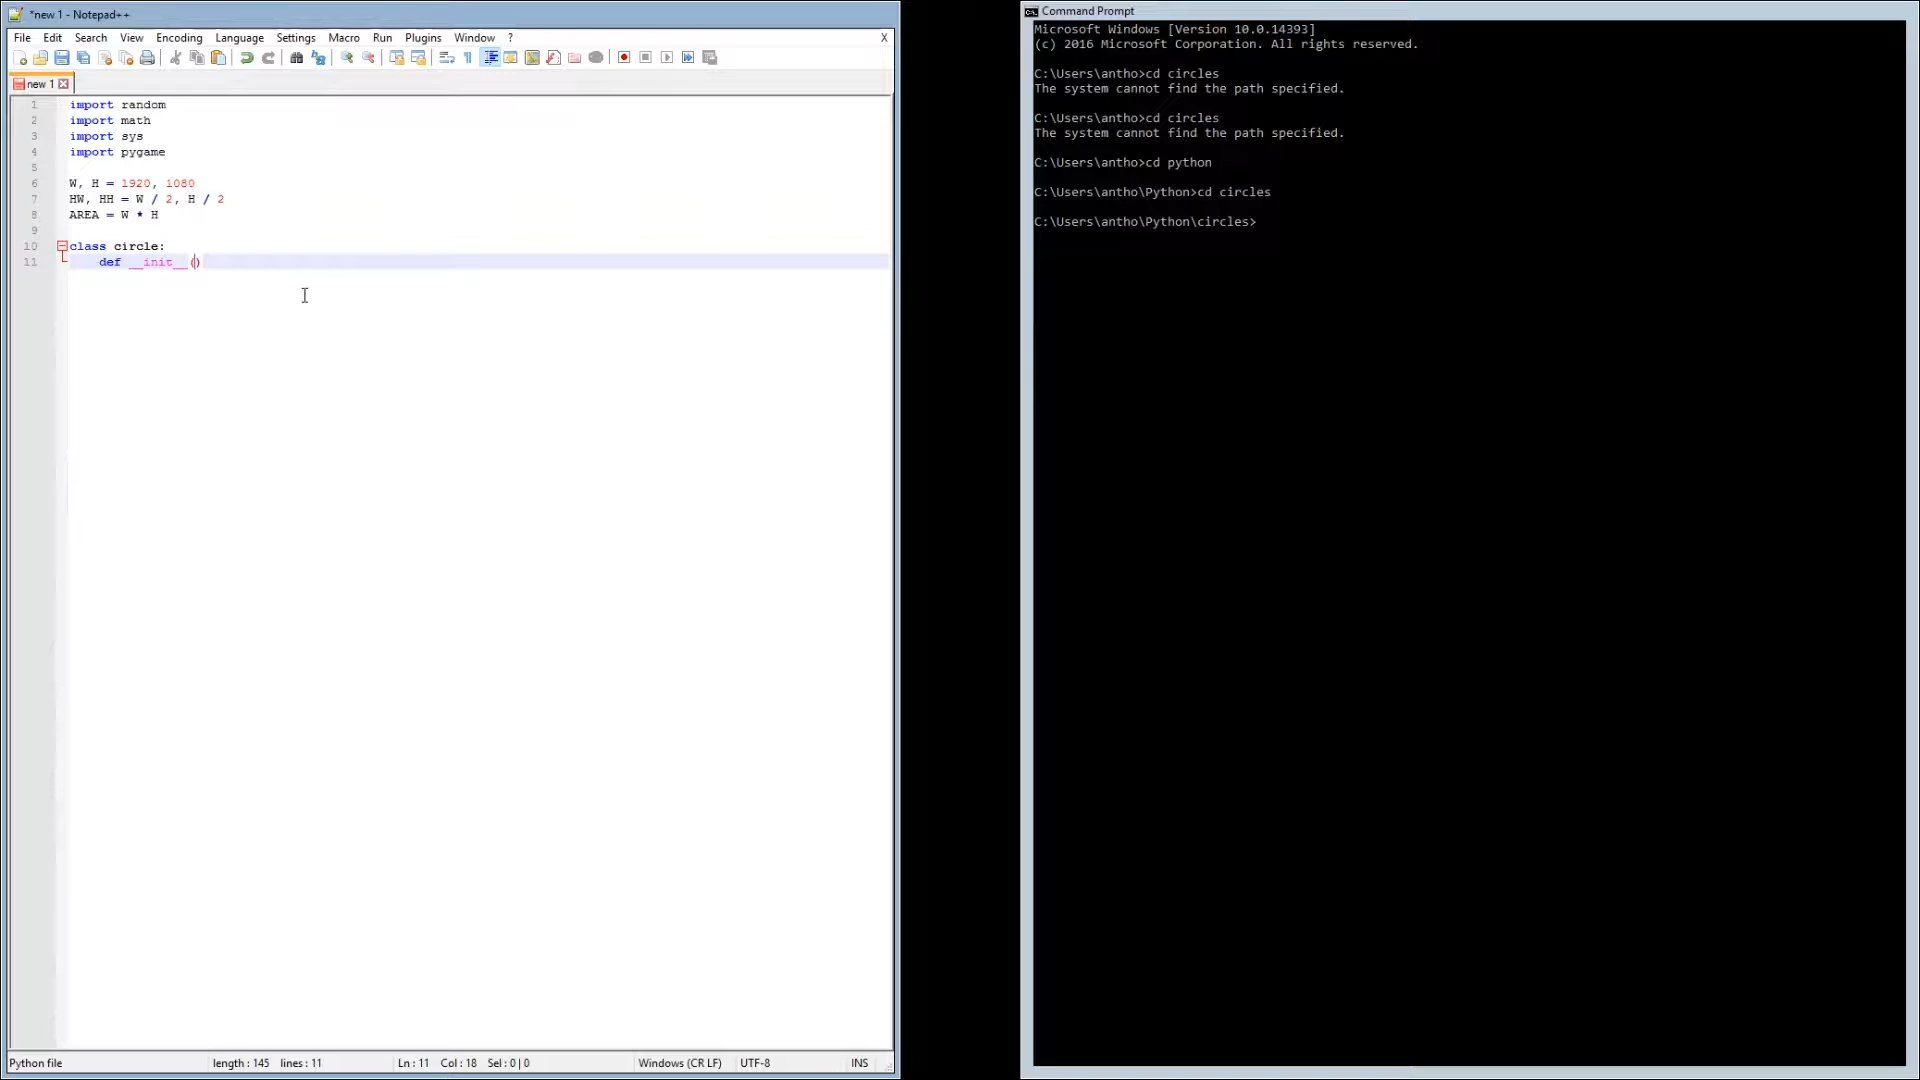 *new 1 - Notepad++
File Edit Search View Encoding Language Settings Macro Run Plugins Window ? X
new 1
1 import random
2 import math
3 import sys
4 import pygame
5
6 W, H = 1920, 1080
7 HW, HH = W / 2, H / 2
8 AREA = W * H
9
10 class circle:
11 def __init__()
Python file length : 145 lines : 11 Ln : 11 Col : 18 Sel : 0 | 0 Windows (CR LF) UTF-8 INS
Command Prompt
Microsoft Windows [Version 10.0.14393]
(c) 2016 Microsoft Corporation. All rights reserved.
C:\Users\antho>cd circles
The system cannot find the path specified.
C:\Users\antho>cd circles
The system cannot find the path specified.
C:\Users\antho>cd python
C:\Users\antho\Python>cd circles
C:\Users\antho\Python\circles>